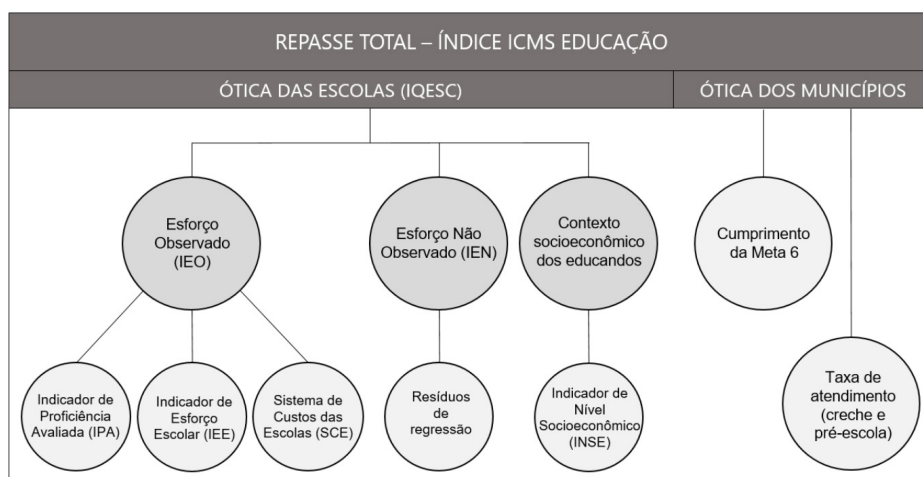 REPASSE TOTAL – ÍNDICE ICMS EDUCAÇÃO
ÓTICA DAS ESCOLAS (IQESC)
ÓTICA DOS MUNICÍPIOS
Esforço
Observado
(IEO)
Esforço Não
Observado (IEN)
Contexto
socioeconômico
dos educandos
Cumprimento
da Meta 6
Indicador de
Proficiência
Avaliada (IPA)
Indicador de
Esforço
Escolar (IEE)
Sistema de
Custos das
Escolas (SCE)
Resíduos
de
regressão
Indicador de
Nível
Socioeconômico
(INSE)
Taxa de
atendimento
(creche e
pré-escola)